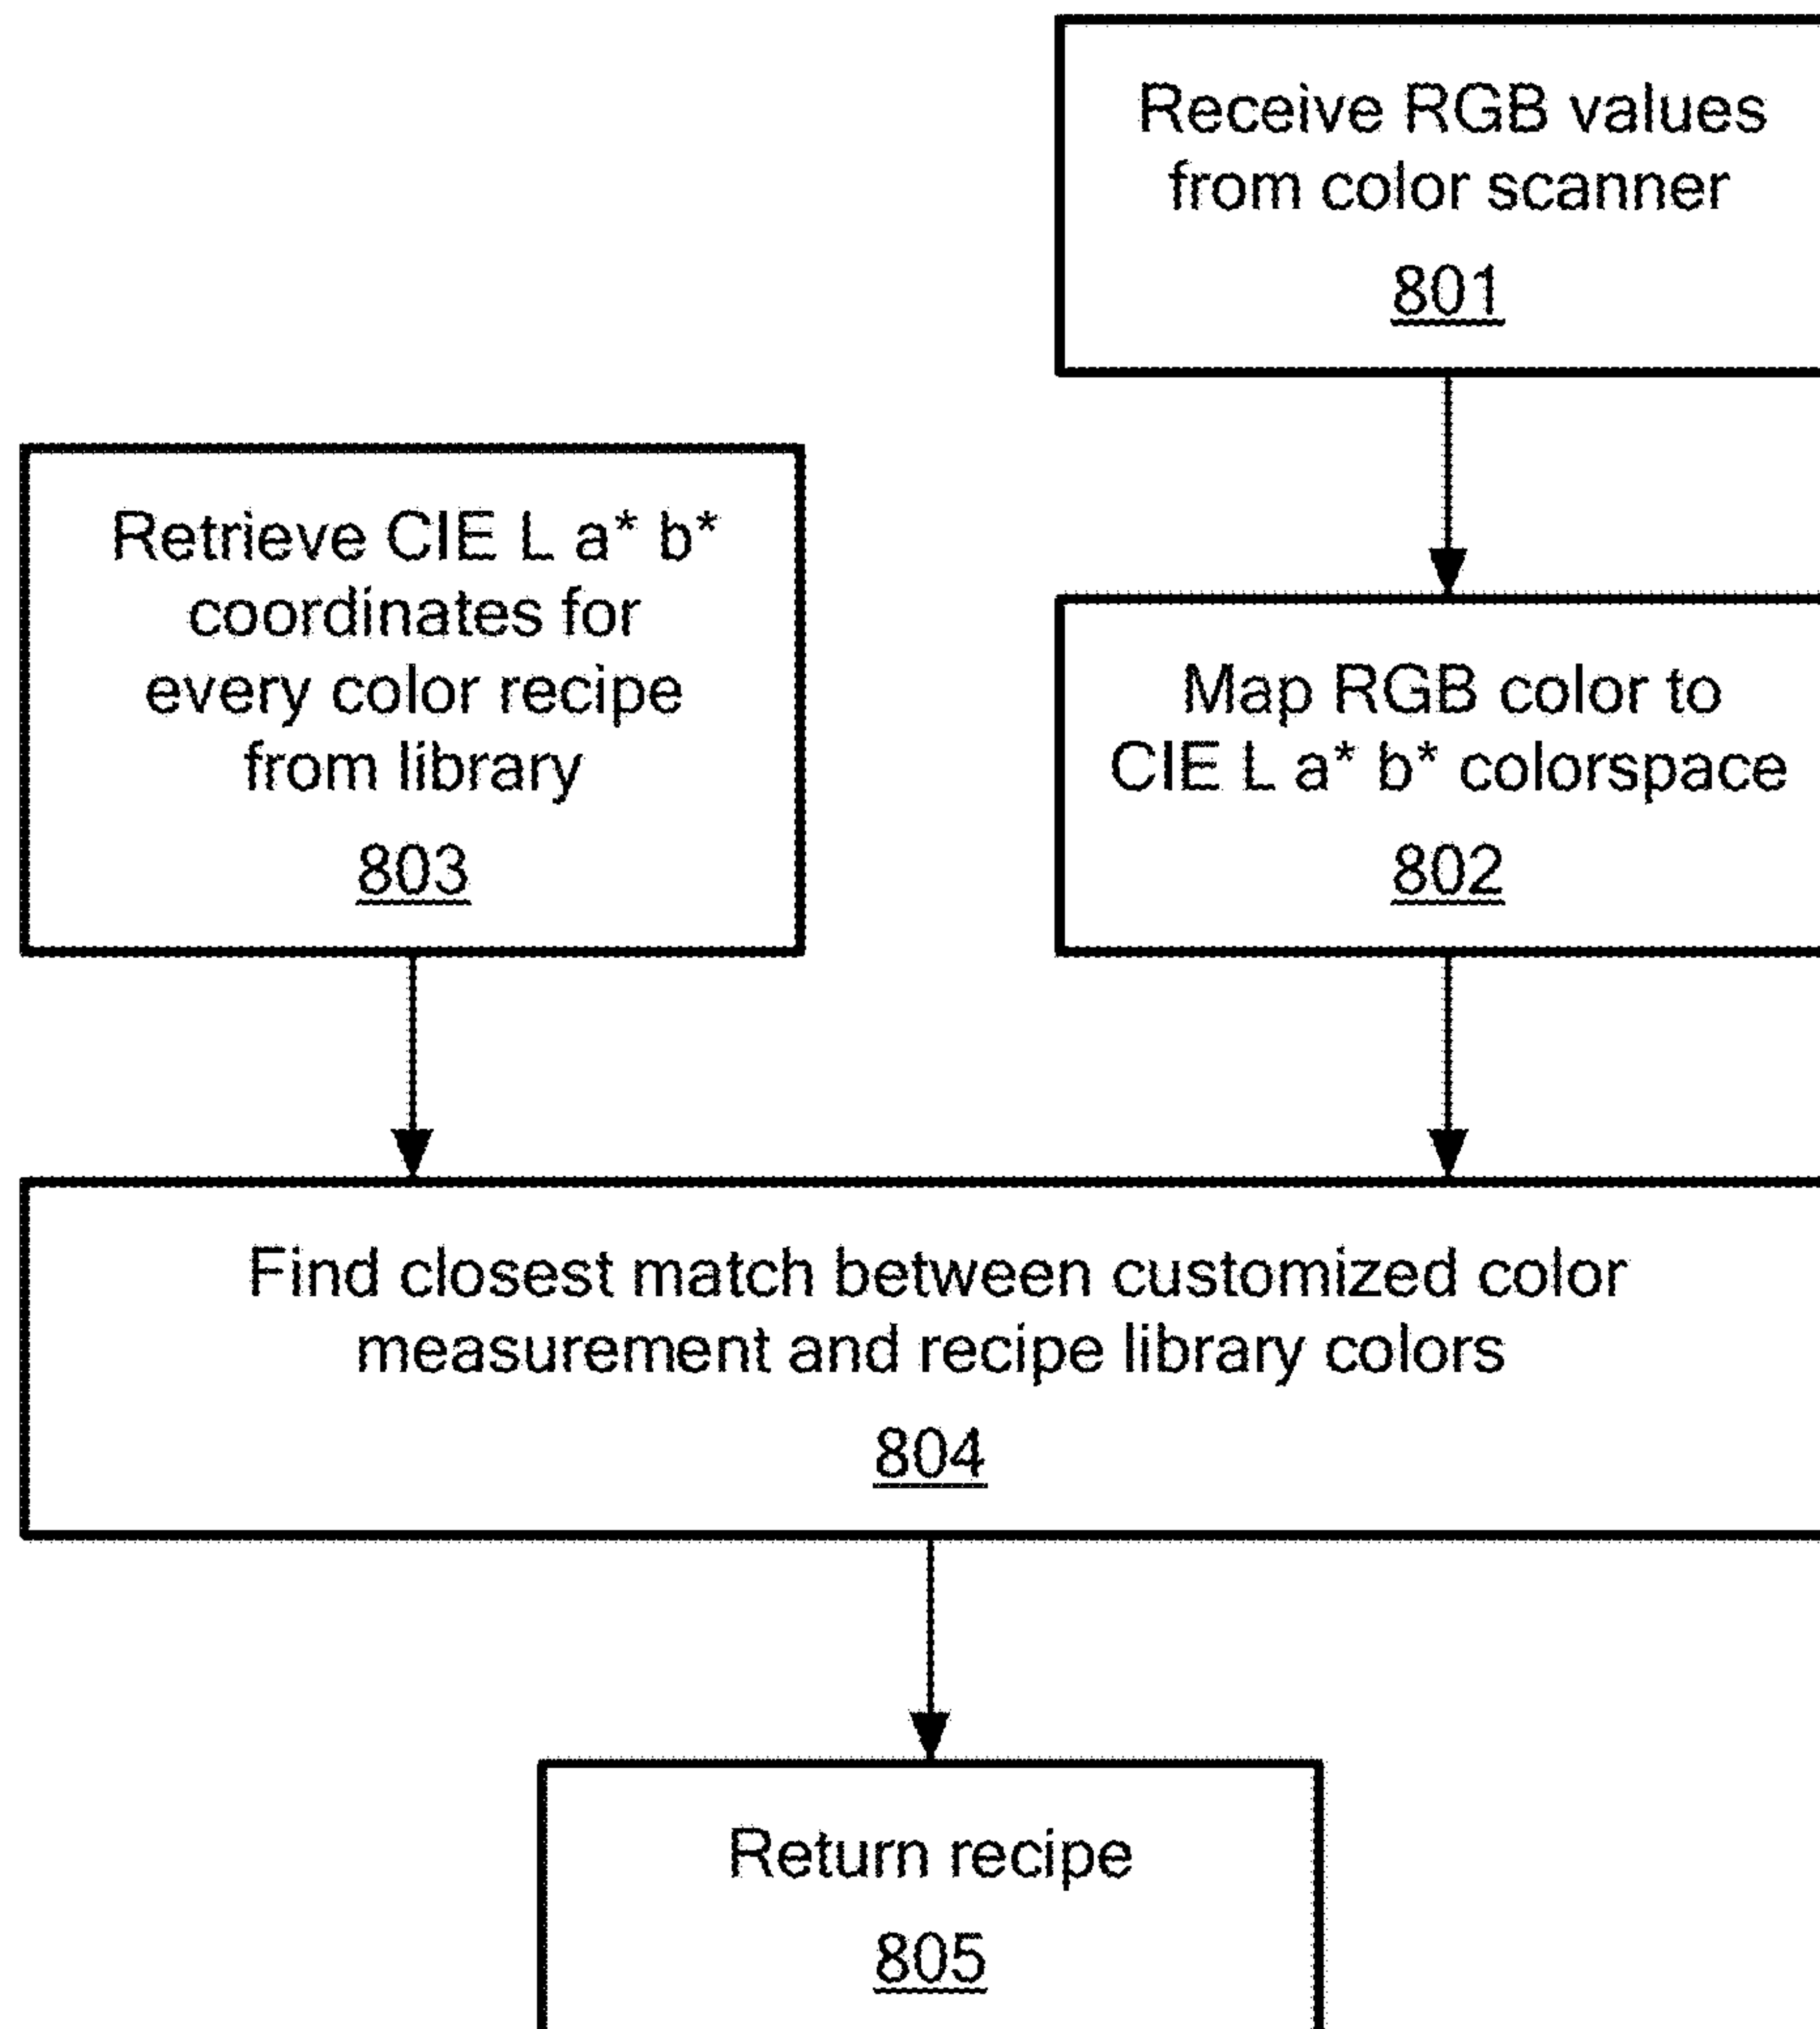 Receive RGB values
from color scanner
801
Retrieve CIE L a* b*
coordinates for
every color recipe
from library
803
Map RGB color to
CIE L a* b* colorspace
802
Find closest match between customized color
measurement and recipe library colors
804
Return recipe
805